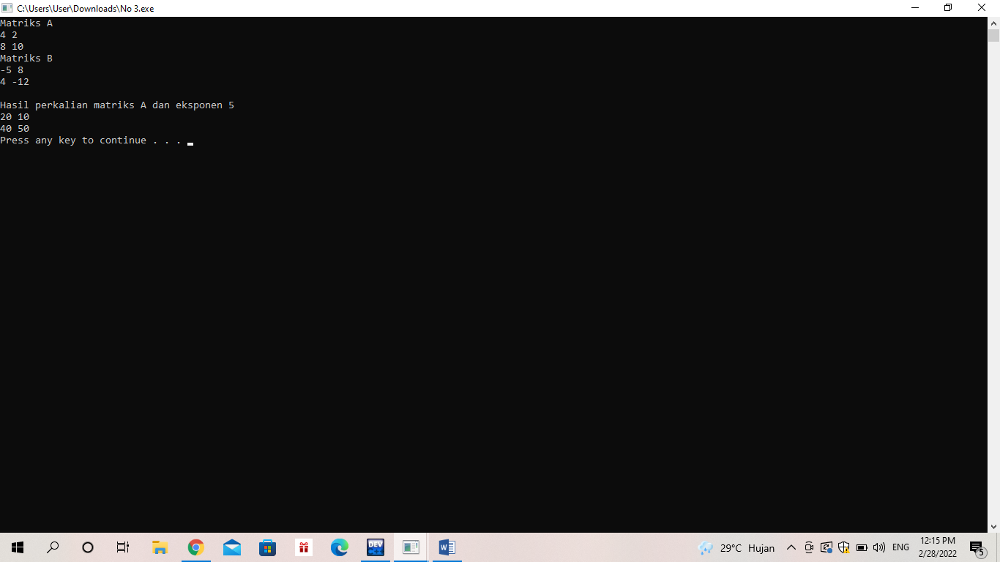 C:\Users\User\Downloads\No 3.exe
Matriks A
4 2
8 10
Matriks B
-5 8
4 -12
Hasil perkalian matriks A dan eksponen 5
20 10
40 50
Press any key to continue . . .
DEV
29°C Hujan
ENG
12:15 PM
2/28/2022
5